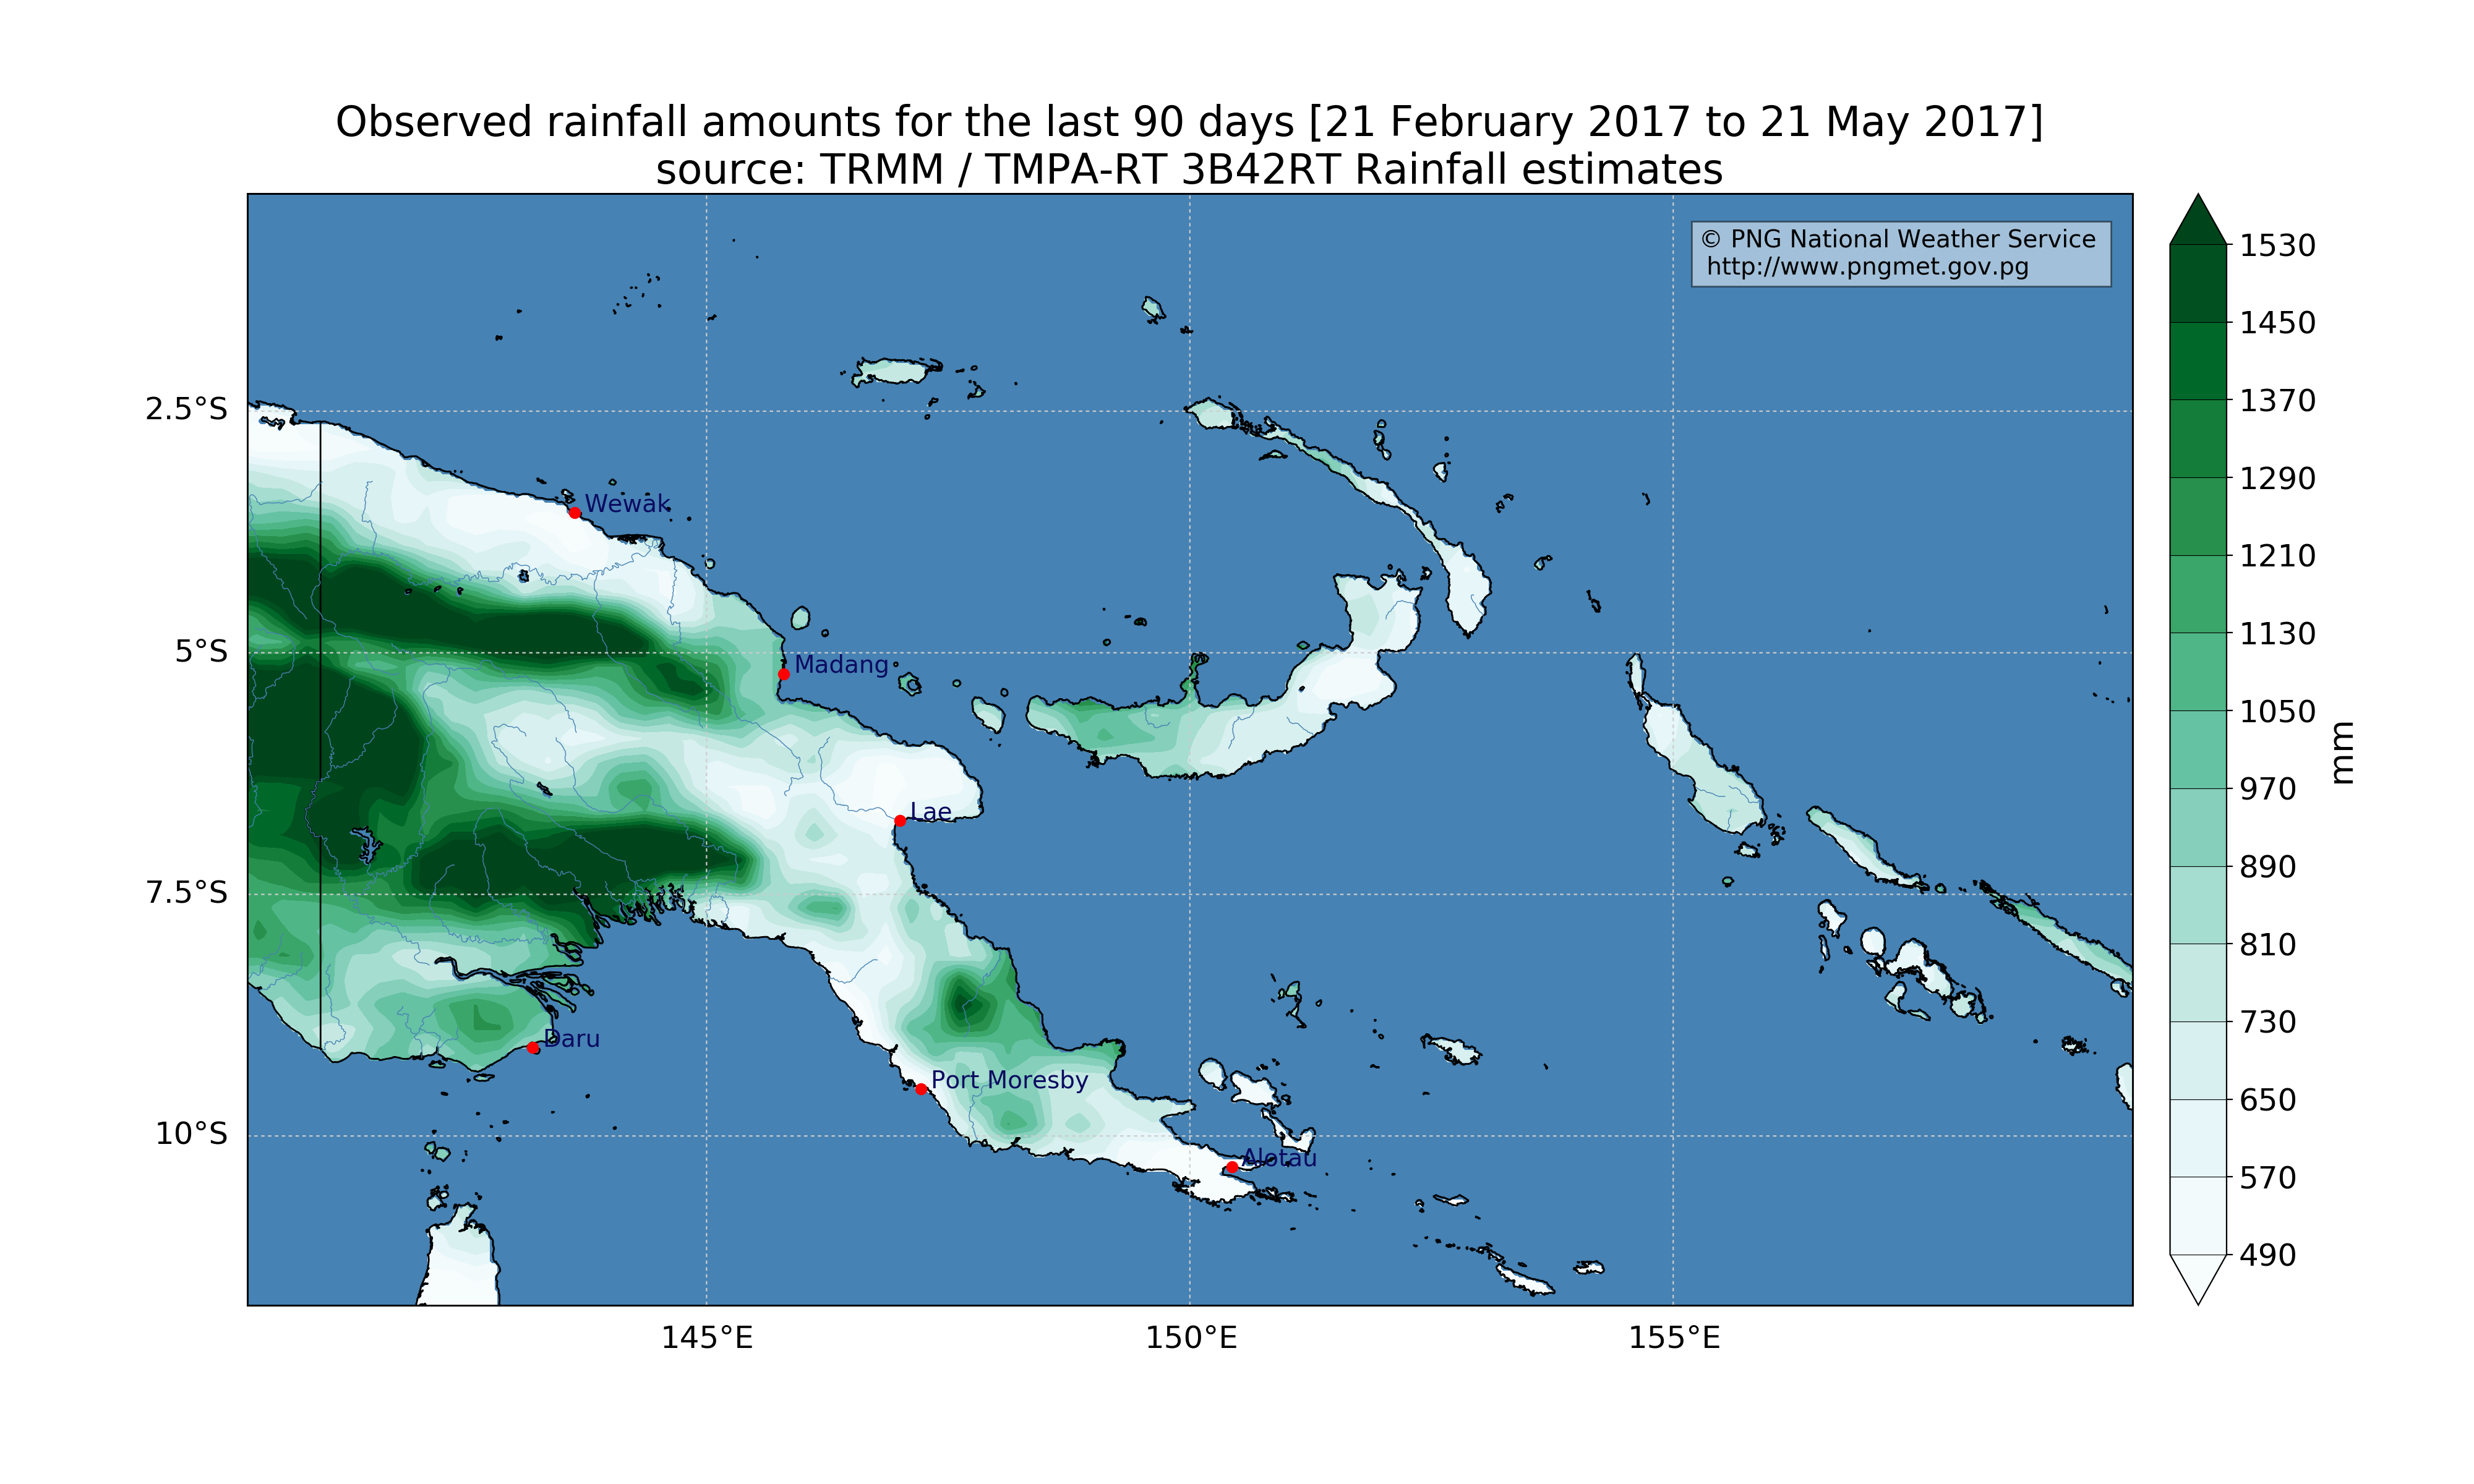 Observed rainfall amounts for the last 90 days [21 February 2017 to 21 May 2017]
source: TRMM / TMPA-RT 3B42RT Rainfall estimates
© PNG National Weather Service
http://www.pngmet.gov.pg
2.5°S
5°S
7.5°S
10°S
Wewak
Madang
Lae
Daru
Port Moresby
Alotau
145°E
150°E
155°E
1530
1450
1370
1290
1210
1130
1050
970
890
810
730
650
570
490
mm